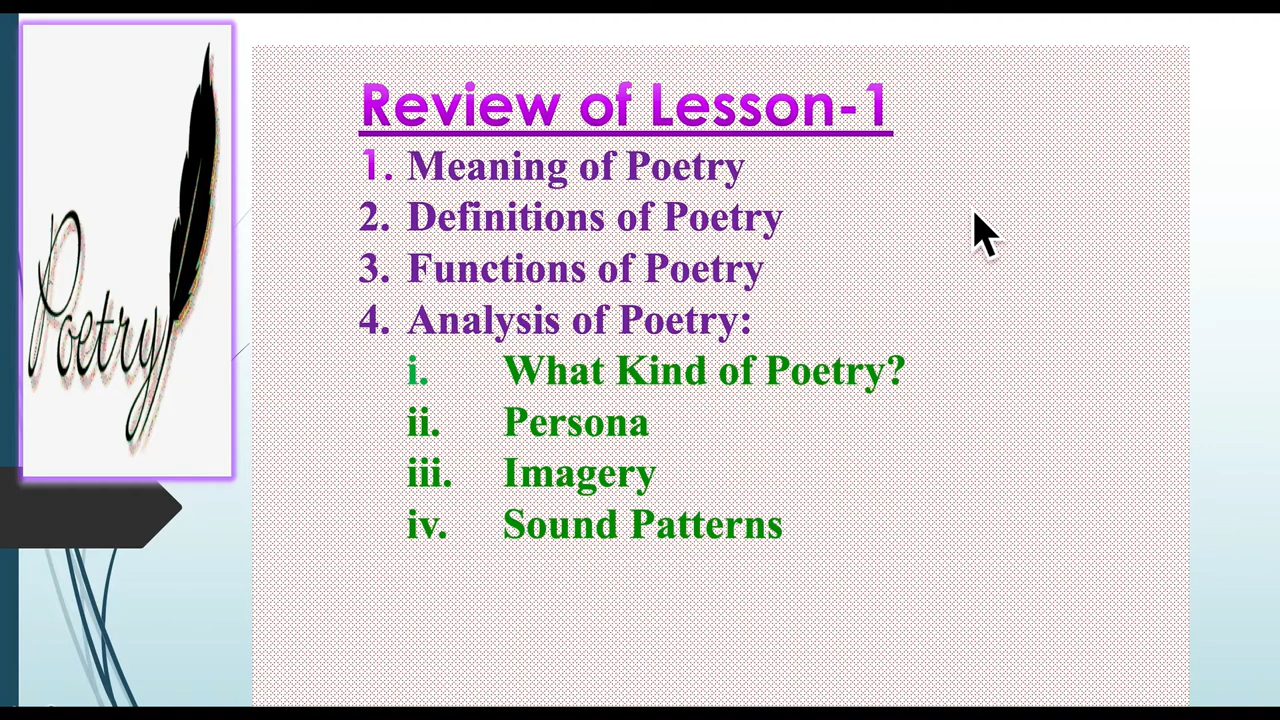 Poetry
Review of Lesson-1
1. Meaning of Poetry
2. Definitions of Poetry
3. Functions of Poetry
4. Analysis of Poetry:
i. What Kind of Poetry?
ii. Persona
iii. Imagery
iv. Sound Patterns